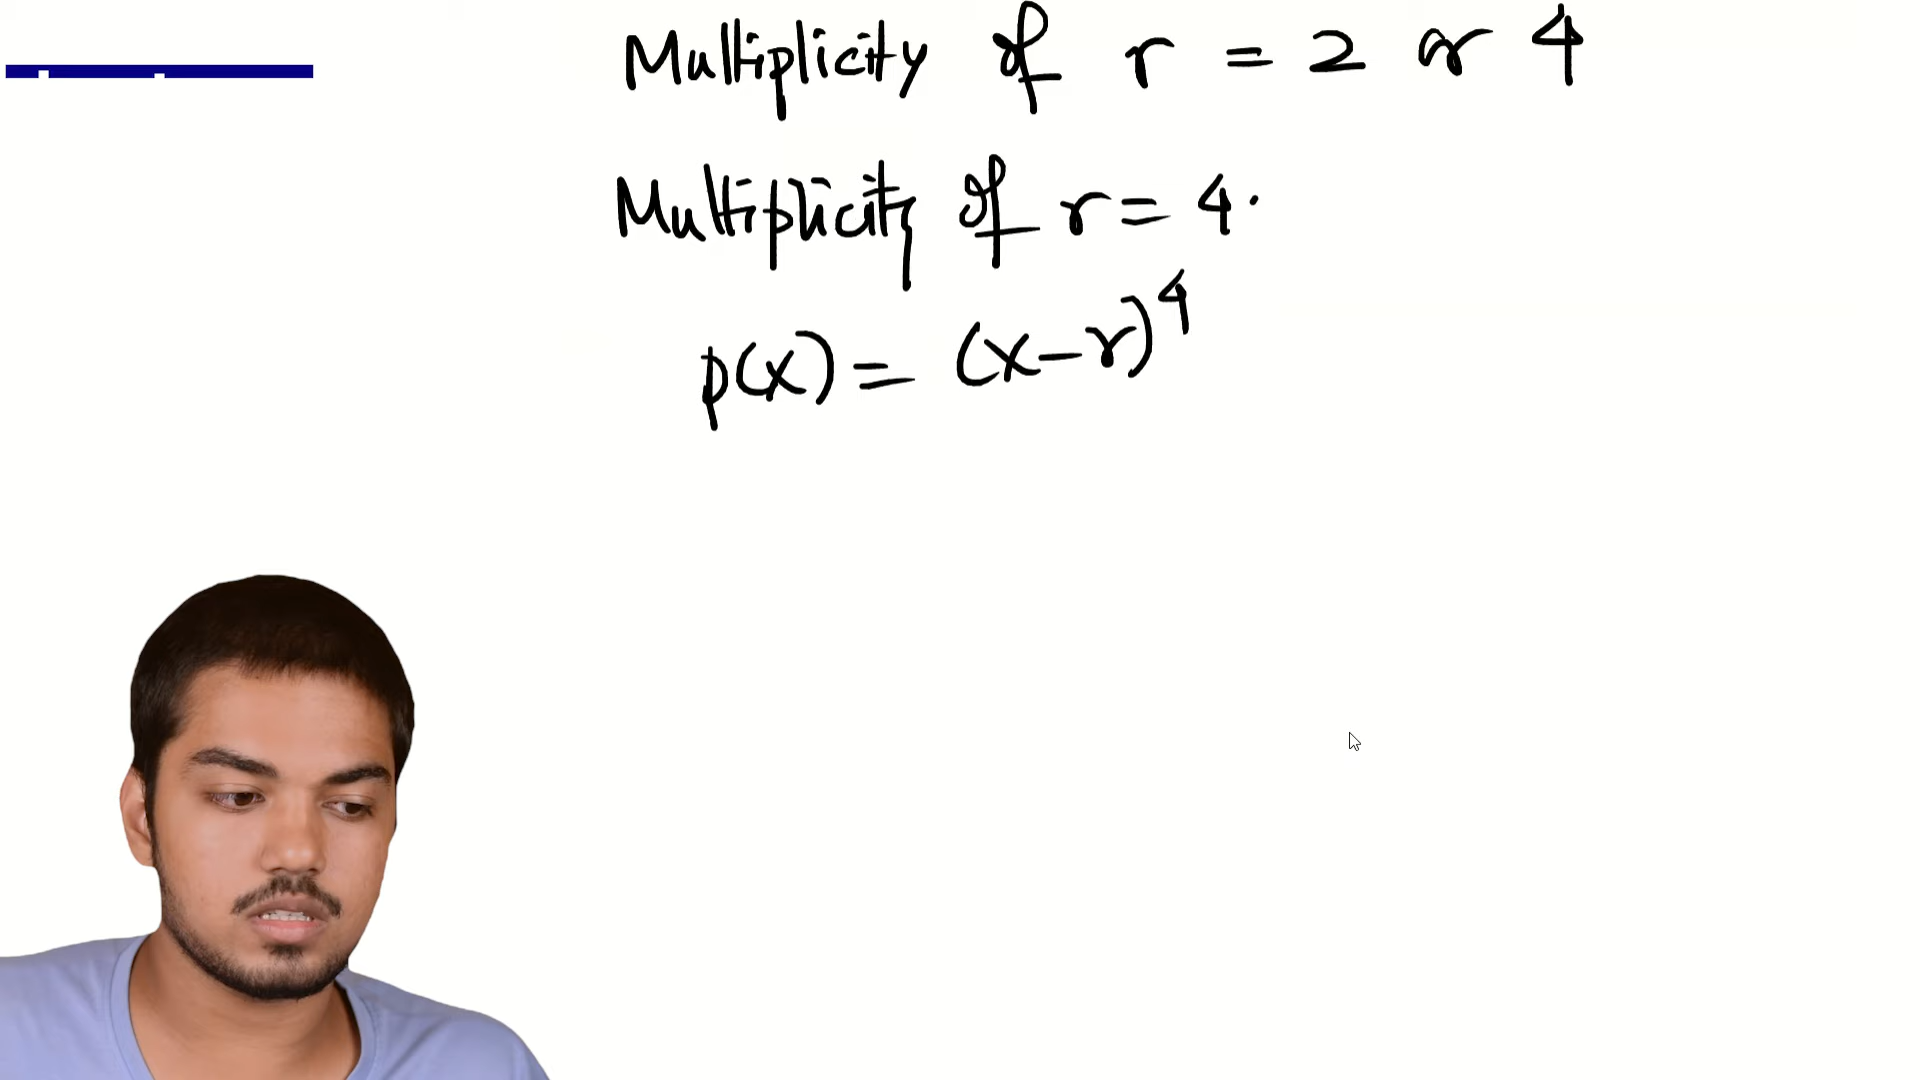 Multiplicity of r = 2 or 4
Multiplicity of r = 4.
p(x) = (x-r)^4